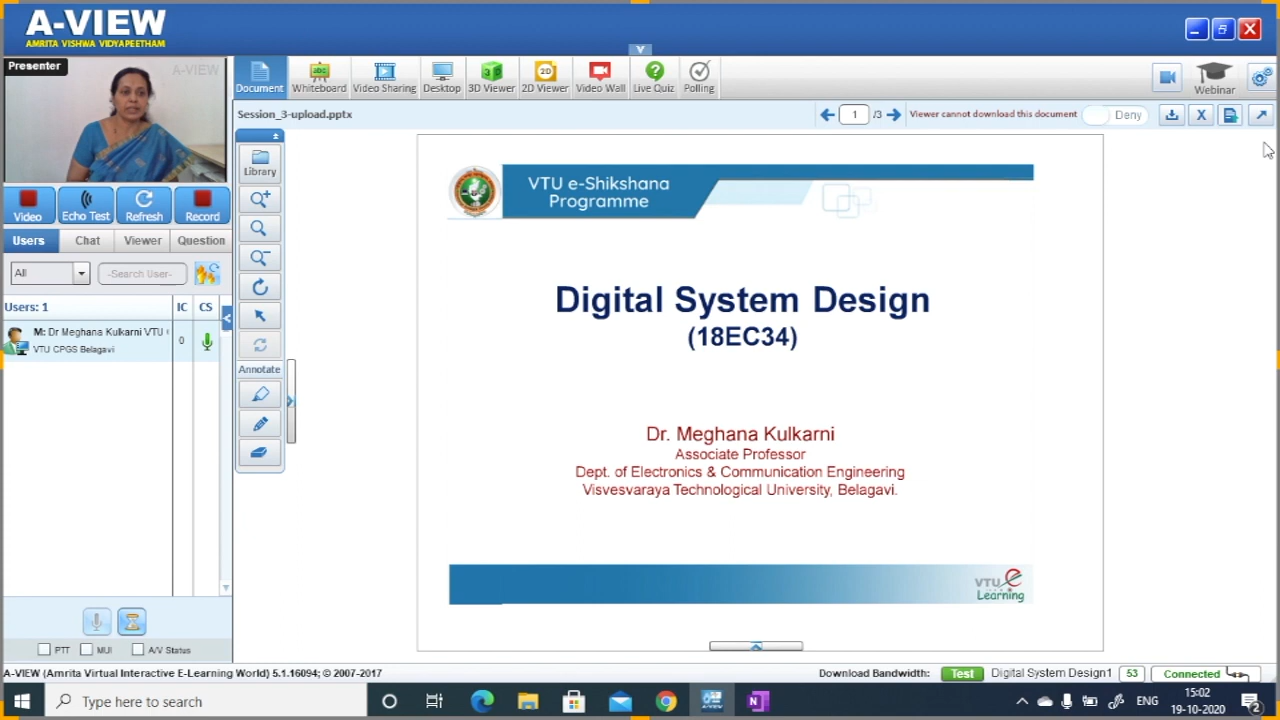 A-VIEW
AMRITA VISHWA VIDYAPEETHAM
Presenter
A-VIEW
Video
Echo Test
Refresh
Record
Users
Chat
Viewer
Question
All
-Search User-
Users: 1
IC
CS
M: Dr Meghana Kulkarni VTU
VTU CPGS Belagavi
0
PTT
MUI
A/V Status
Document
Whiteboard
Video Sharing
Desktop
3D Viewer
2D Viewer
Video Wall
Live Quiz
Polling
Webinar
Session_3-upload.pptx
1
/3
Viewer cannot download this document
Deny
Library
Annotate
VTU e-Shikshana
Programme
Digital System Design
(18EC34)
Dr. Meghana Kulkarni
Associate Professor
Dept. of Electronics & Communication Engineering
Visvesvaraya Technological University, Belagavi.
VTU e
Learning
A-VIEW (Amrita Virtual Interactive E-Learning World) 5.1.16094; © 2007-2017
Download Bandwidth:
Test
Digital System Design1
53
Connected
Type here to search
ENG
15:02
19-10-2020
2